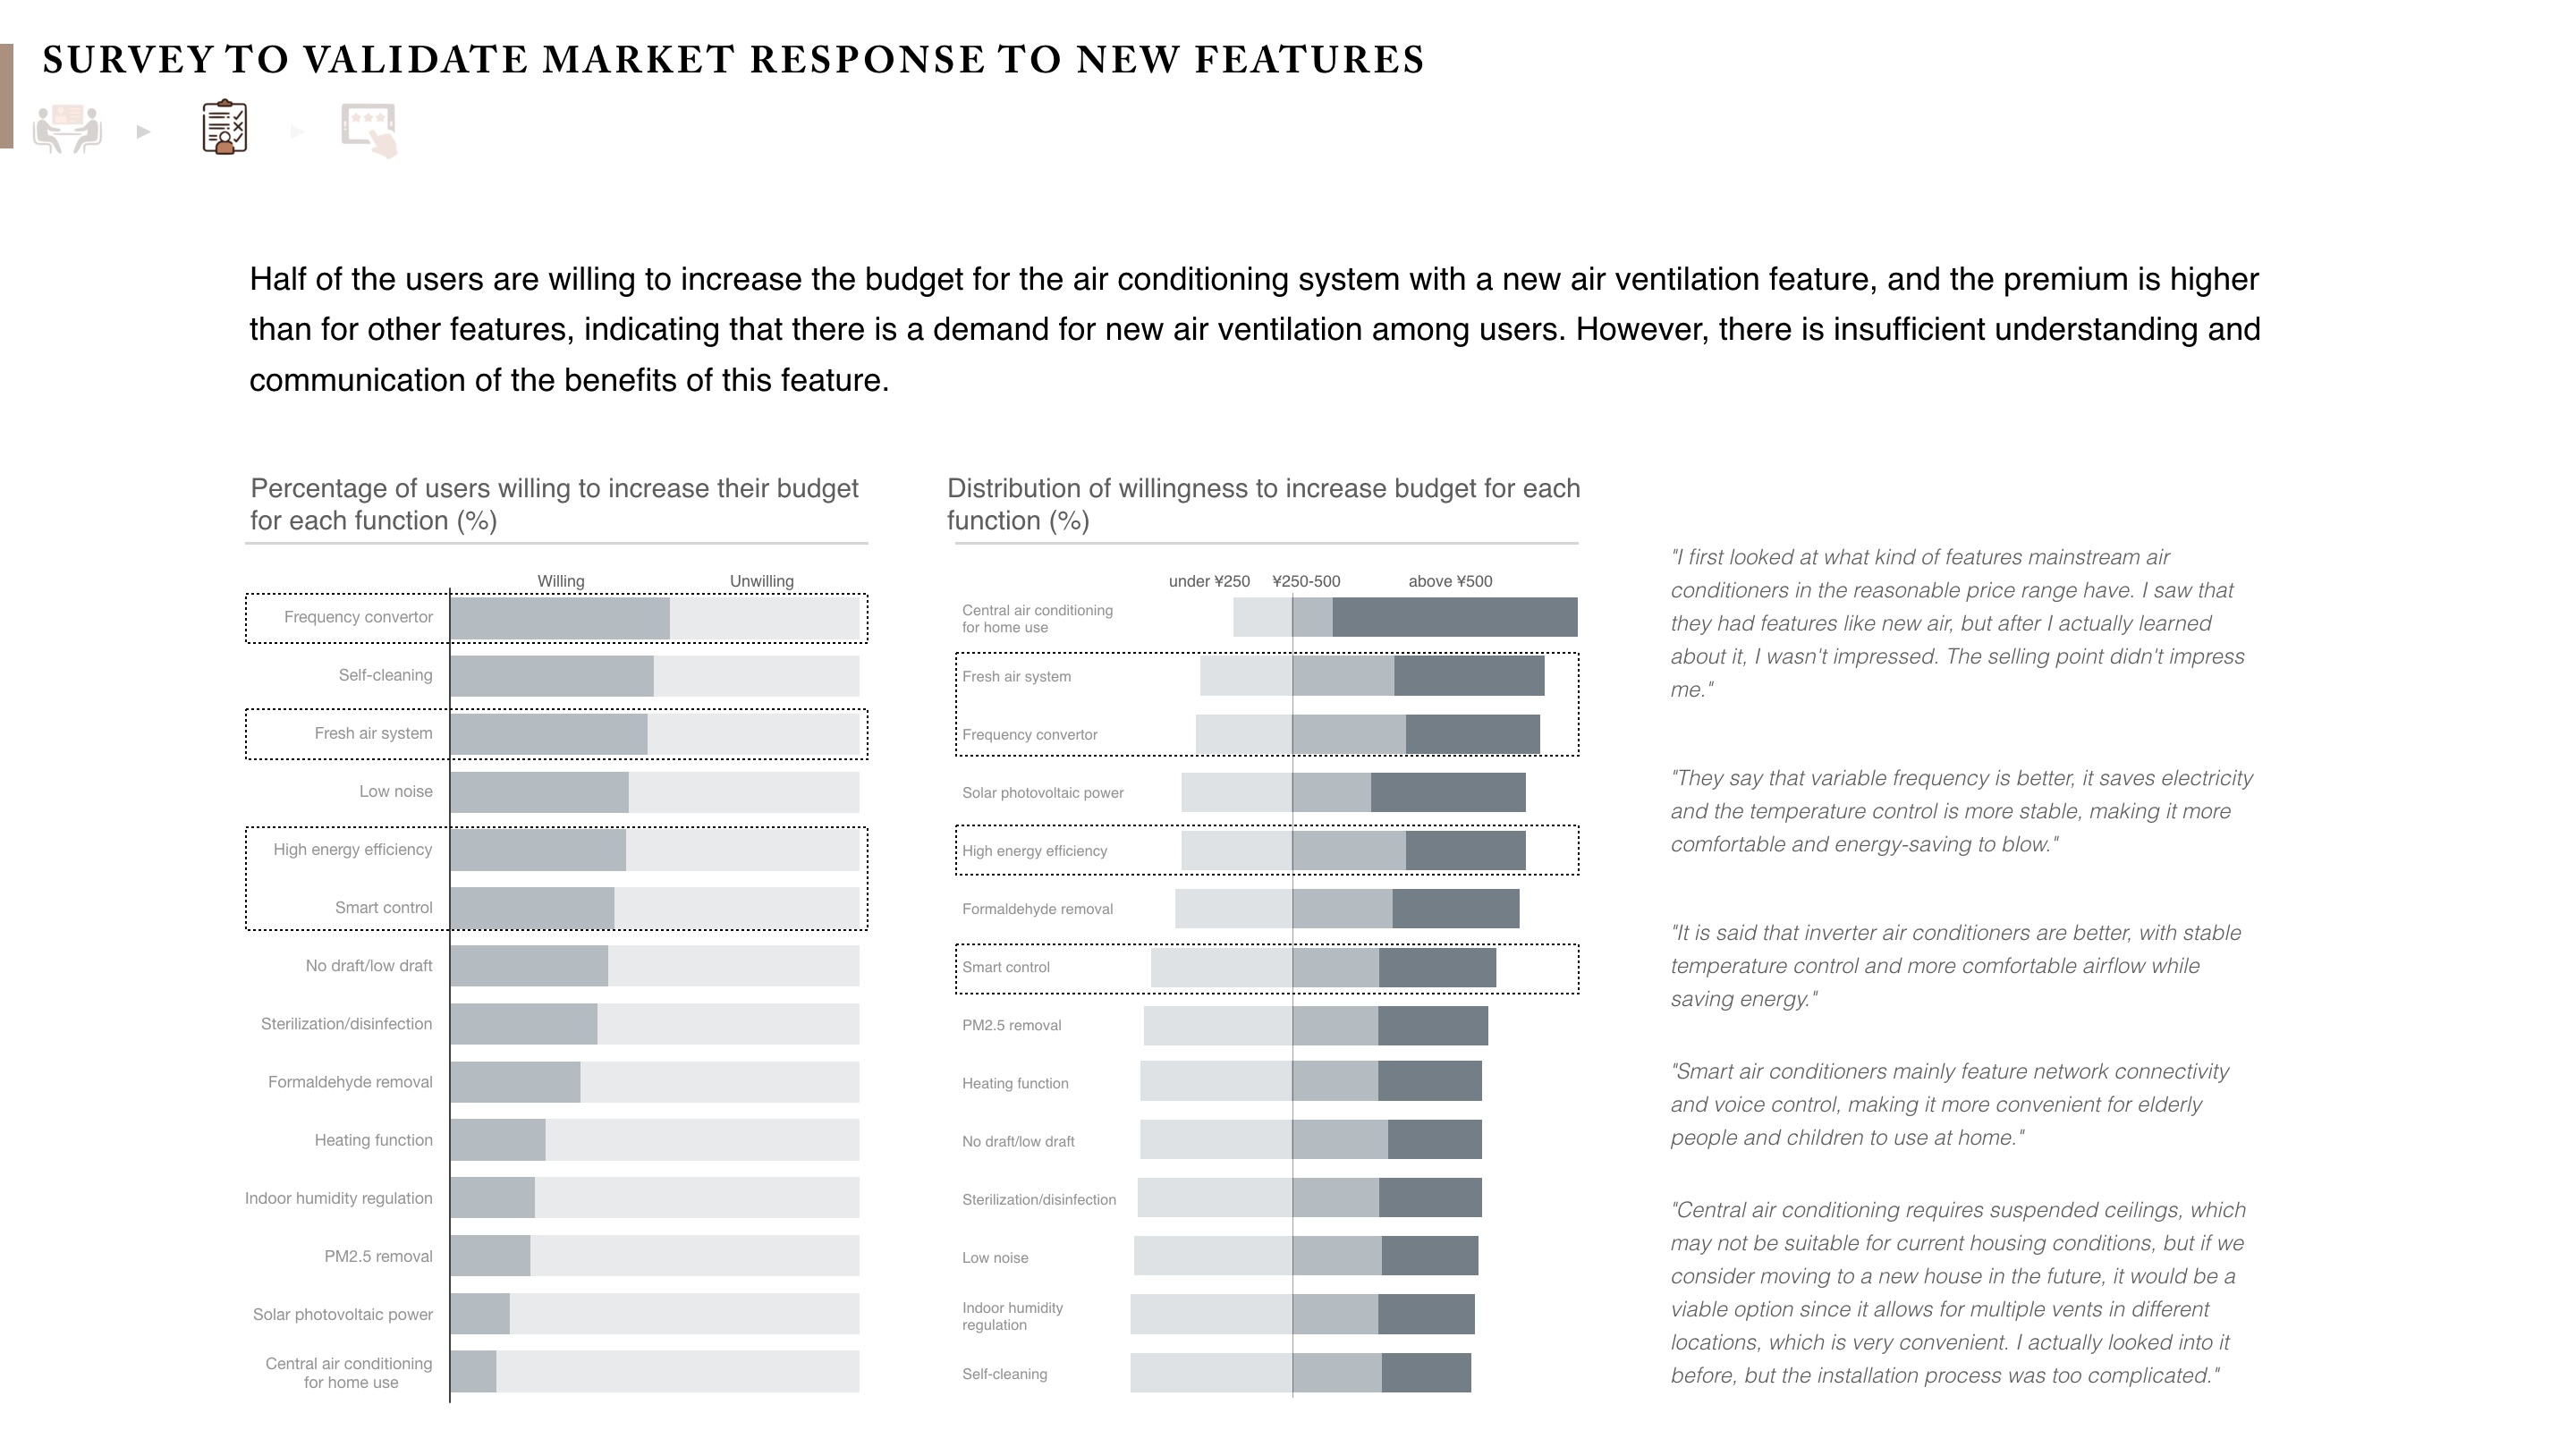 SURVEY TO VALIDATE MARKET RESPONSE TO NEW FEATURES
Half of the users are willing to increase the budget for the air conditioning system with a new air ventilation feature, and the premium is higher
than for other features, indicating that there is a demand for new air ventilation among users. However, there is insufficient understanding and
communication of the benefits of this feature.
Percentage of users willing to increase their budget
for each function (%)
Willing
Unwilling
Frequency convertor
Self-cleaning
Fresh air system
Low noise
High energy efficiency
Smart control
No draft/low draft
Sterilization/disinfection
Formaldehyde removal
Heating function
Indoor humidity regulation
PM2.5 removal
Solar photovoltaic power
Central air conditioning
for home use
Distribution of willingness to increase budget for each
function (%)
under ¥250
¥250-500
above ¥500
Central air conditioning
for home use
Fresh air system
Frequency convertor
Solar photovoltaic power
High energy efficiency
Formaldehyde removal
Smart control
PM2.5 removal
Heating function
No draft/low draft
Sterilization/disinfection
Low noise
Indoor humidity
regulation
Self-cleaning
"I first looked at what kind of features mainstream air
conditioners in the reasonable price range have. I saw that
they had features like new air, but after I actually learned
about it, I wasn't impressed. The selling point didn't impress
me."
"They say that variable frequency is better, it saves electricity
and the temperature control is more stable, making it more
comfortable and energy-saving to blow."
"It is said that inverter air conditioners are better, with stable
temperature control and more comfortable airflow while
saving energy."
"Smart air conditioners mainly feature network connectivity
and voice control, making it more convenient for elderly
people and children to use at home."
"Central air conditioning requires suspended ceilings, which
may not be suitable for current housing conditions, but if we
consider moving to a new house in the future, it would be a
viable option since it allows for multiple vents in different
locations, which is very convenient. I actually looked into it
before, but the installation process was too complicated."